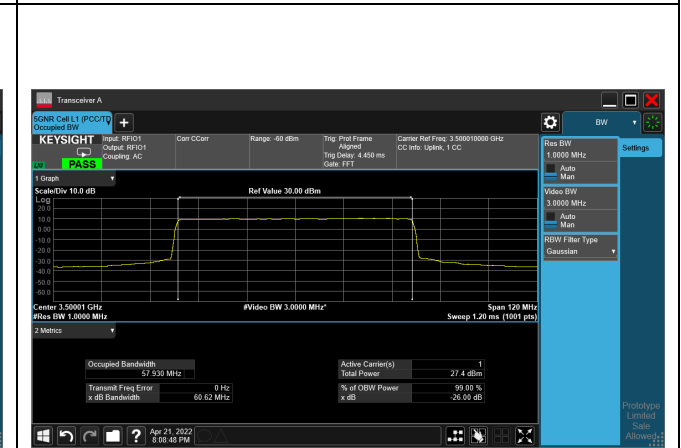 Transceiver A
5GNR Cell L1 (PCC/TD
Occupied BW
KEYSIGHT
Input: RFIO1
Output: RFIO1
Coupling: AC
Corr CCorr
Range: -60 dBm
Trig: Prot Frame
Aligned
Trig Delay: 4.450 ms
Gate: FFT
Carrier Ref Freq: 3.500010000 GHz
CC Info: Uplink, 1 CC
LXI
PASS
BW
Res BW
1.0000 MHz
Auto
Man
Video BW
3.0000 MHz
Auto
Man
RBW Filter Type
Gaussian
Settings
1 Graph
Scale/Div 10.0 dB
Ref Value 30.00 dBm
Log
20.0
10.0
0.00
-10.0
-20.0
-30.0
-40.0
-50.0
-60.0
Center 3.50001 GHz
#Video BW 3.0000 MHz*
Span 120 MHz
#Res BW 1.0000 MHz
Sweep 1.20 ms (1001 pts)
2 Metrics
Occupied Bandwidth
57.930 MHz
Active Carrier(s) 1
Total Power 27.4 dBm
Transmit Freq Error 0 Hz
x dB Bandwidth 60.62 MHz
% of OBW Power 99.00 %
x dB -26.00 dB
Prototype
Limited
Sale
Allowed
Apr 21, 2022
8:08:48 PM